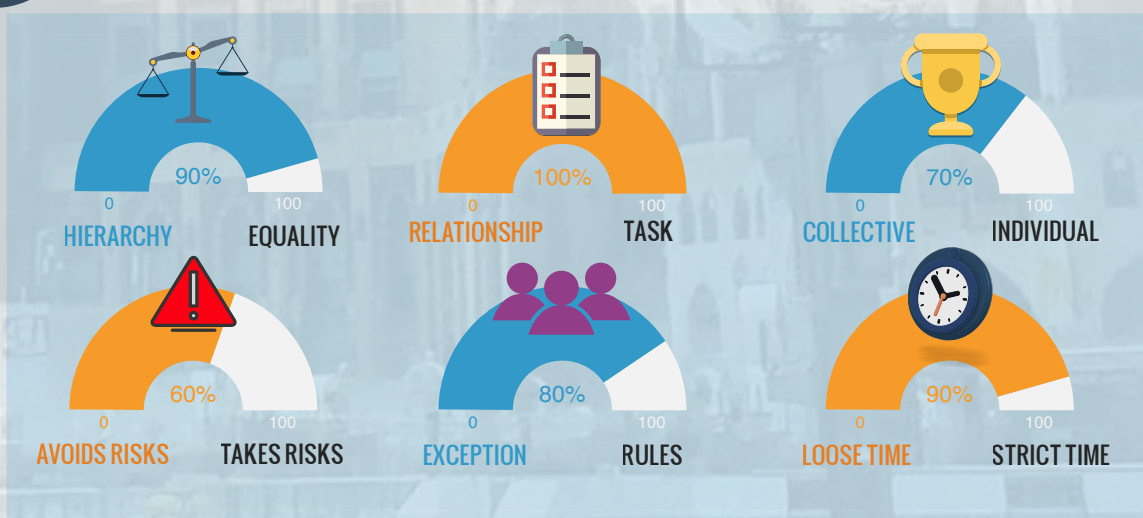 90%
0 100
HIERARCHY EQUALITY
100%
0 100
RELATIONSHIP TASK
70%
0 100
COLLECTIVE INDIVIDUAL
60%
0 100
AVOIDS RISKS TAKES RISKS
80%
0 100
EXCEPTION RULES
90%
0 100
LOOSE TIME STRICT TIME